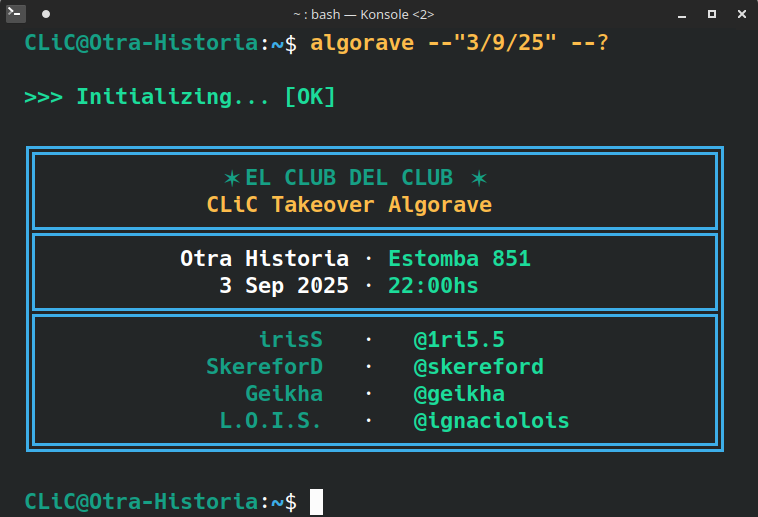 ~ : bash — Konsole <2>
CLiC@Otra-Historia:~$ algorave --"3/9/25" --?
>>> Initializing... [OK]
✶EL CLUB DEL CLUB ✶
CLiC Takeover Algorave
Otra Historia · Estomba 851
3 Sep 2025 · 22:00hs
irisS · @1ri5.5
SkereforD · @skereford
Geikha · @geikha
L.O.I.S. · @ignaciolois
CLiC@Otra-Historia:~$